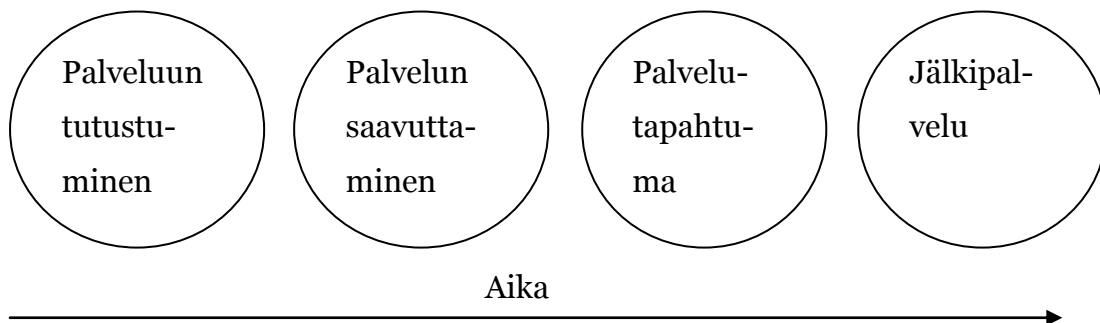 Palveluun
tutustu-
minen
Palvelun
saavutta-
minen
Palvelu-
tapahtu-
ma
Jälkipal-
velu
Aika